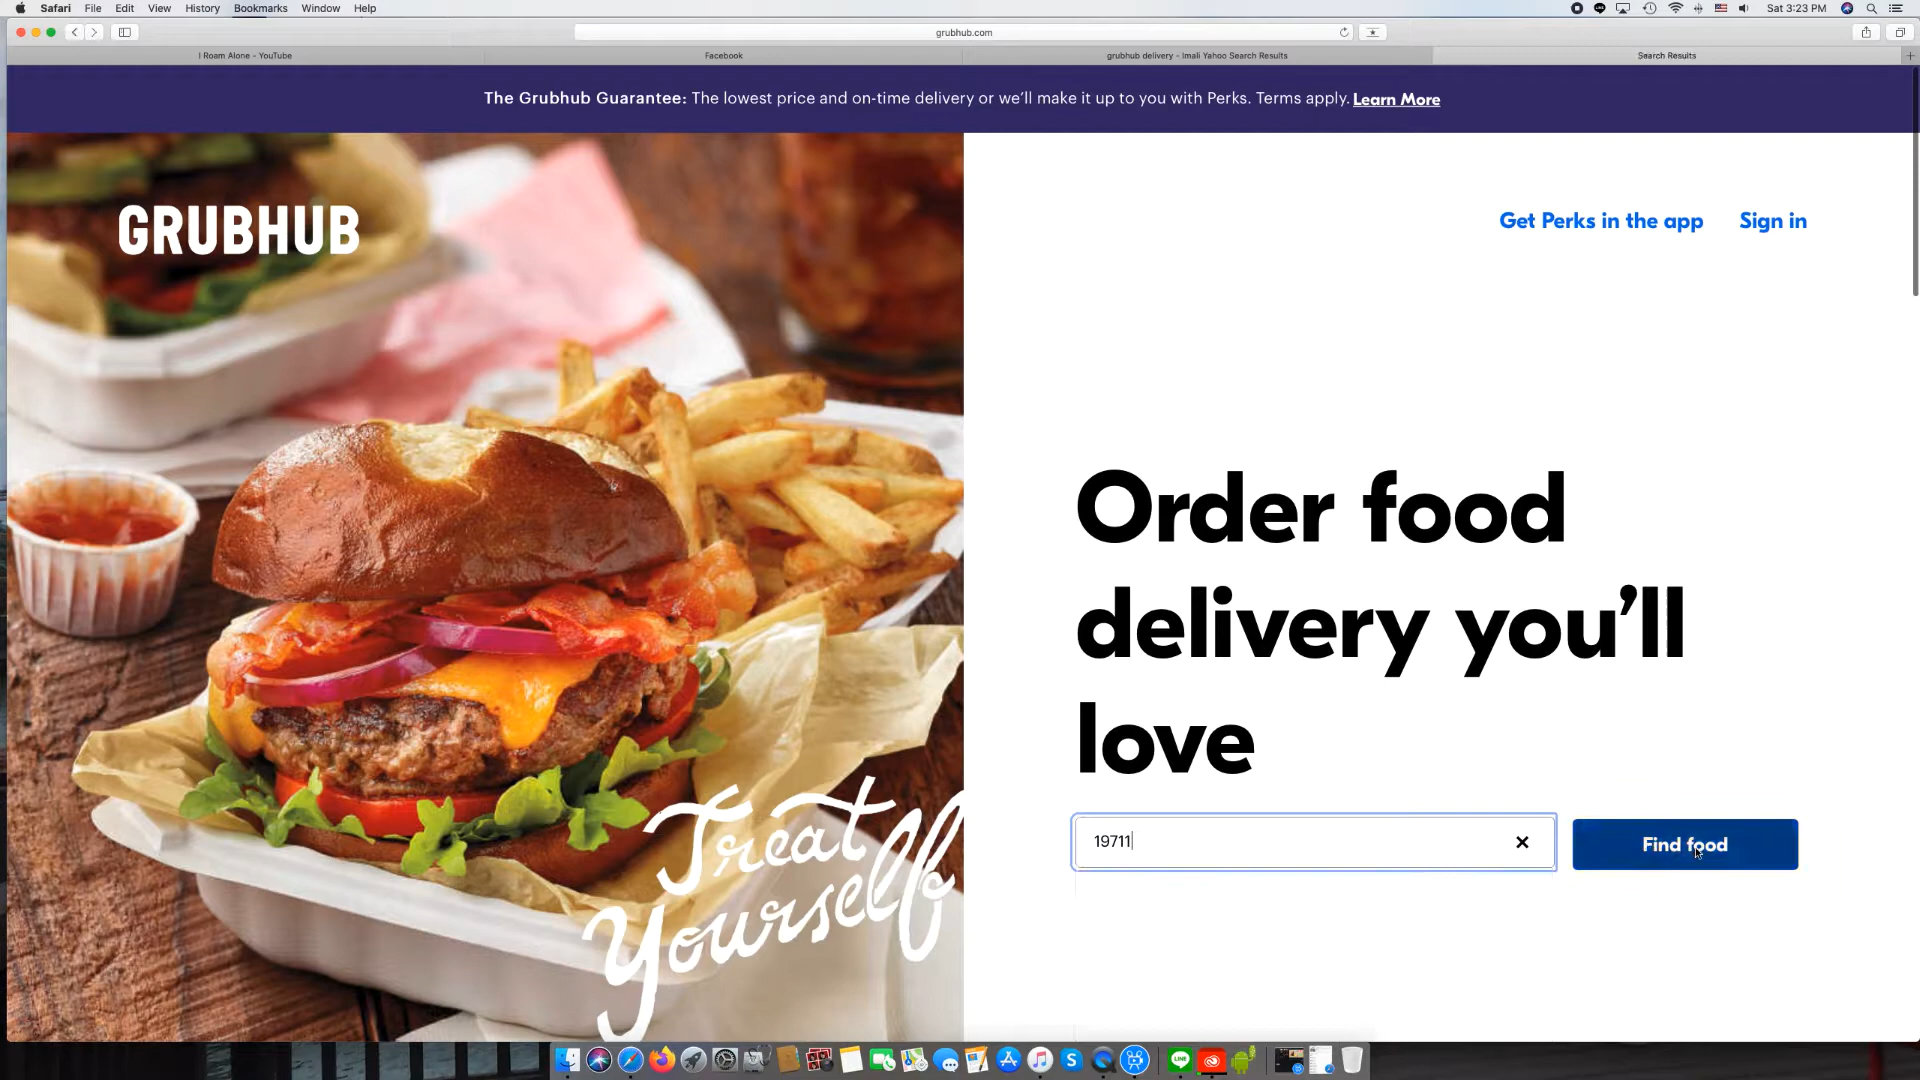 Safari File Edit View History Bookmarks Window Help
Sat 3:23 PM
grubhub.com
I Roam Alone - YouTube
Facebook
grubhub delivery - Imali Yahoo Search Results
Search Results
The Grubhub Guarantee: The lowest price and on-time delivery or we’ll make it up to you with Perks. Terms apply. Learn More
GRUBHUB
Get Perks in the app
Sign in
Order food
delivery you’ll
love
Treat
Yourself
19711
Find food
LINE